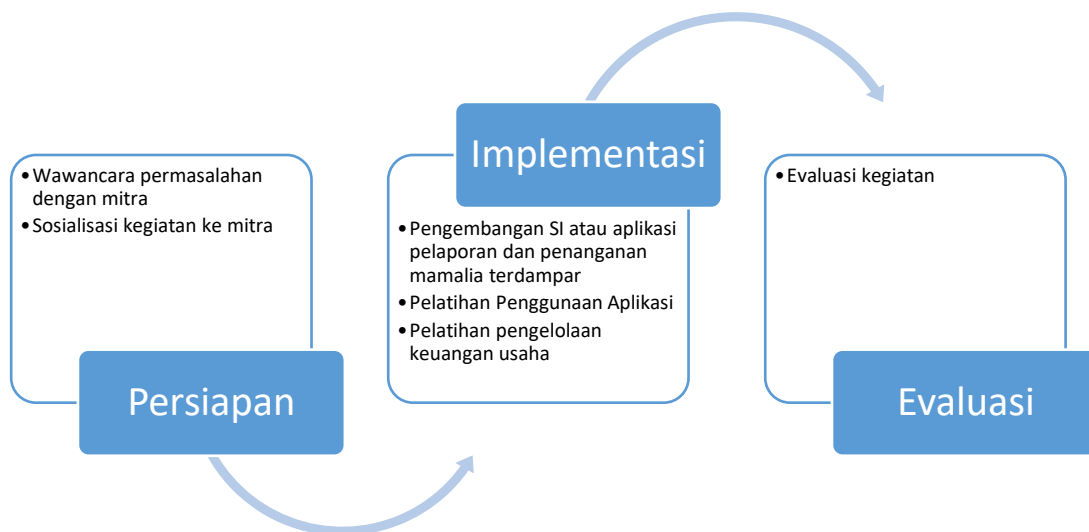 • Wawancara permasalahan
dengan mitra
• Sosialisasi kegiatan ke mitra
Persiapan
Implementasi
• Pengembangan SI atau aplikasi
pelaporan dan penanganan
mamalia terdampar
• Pelatihan Penggunaan Aplikasi
• Pelatihan pengelolaan
keuangan usaha
• Evaluasi kegiatan
Evaluasi